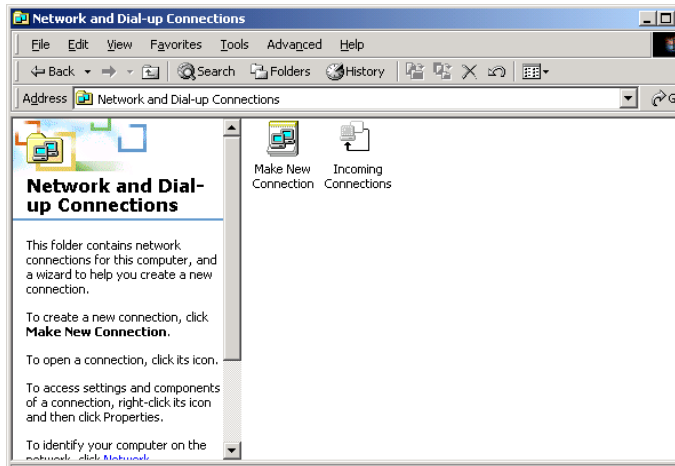 Network and Dial-up Connections
File Edit View Favorites Tools Advanced Help
Back Search Folders History
Address Network and Dial-up Connections G
Make New
Connection
Incoming
Connections
Network and Dial-
up Connections
This folder contains network
connections for this computer, and
a wizard to help you create a new
connection.
To create a new connection, click
Make New Connection.
To open a connection, click its icon.
To access settings and components
of a connection, right-click its icon
and then click Properties.
To identify your computer on the
network, click Network